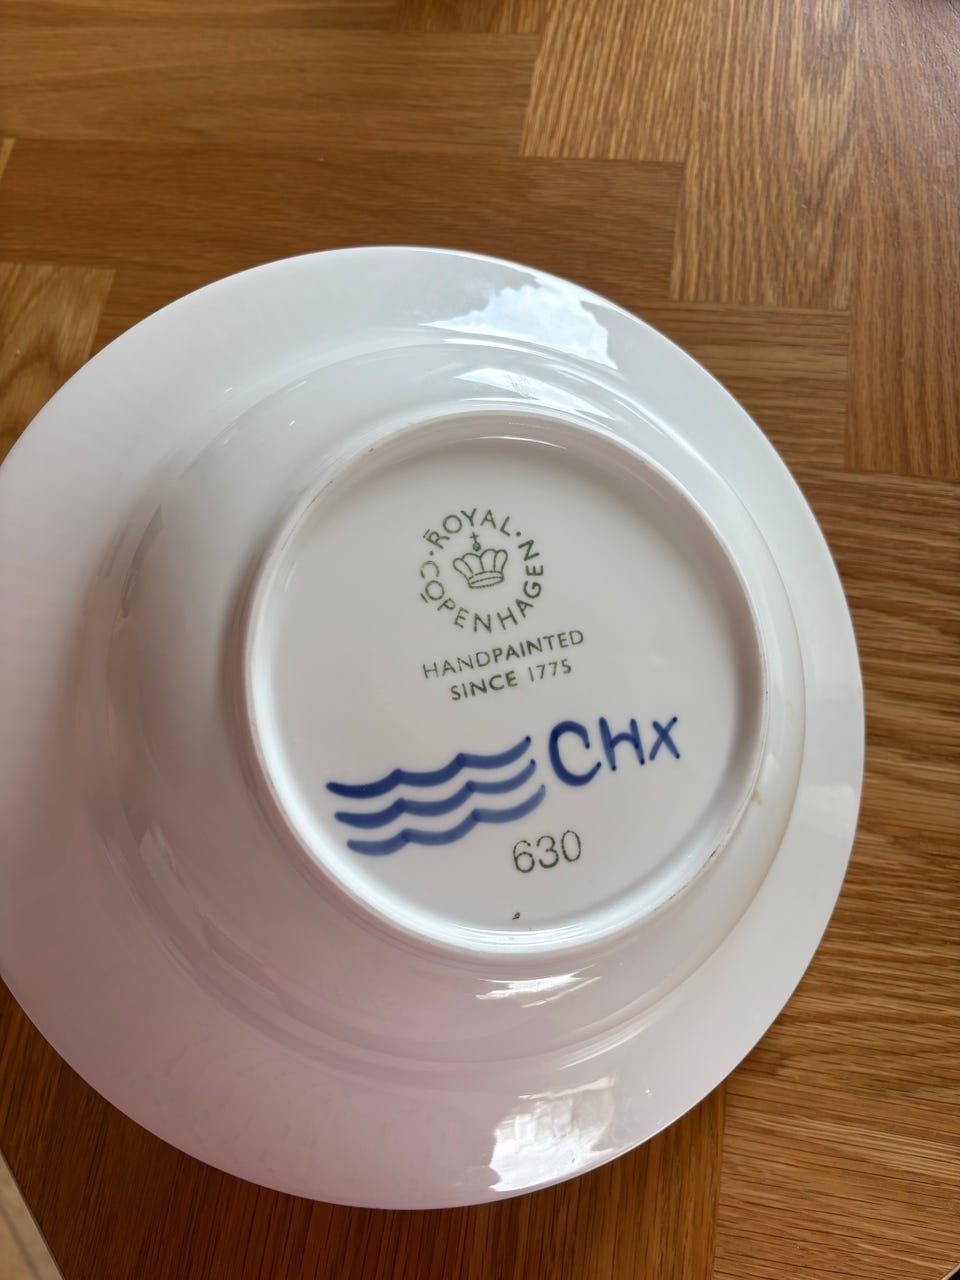 ROYAL
COPENHAGEN
HANDPAINTED
SINCE 1775
CHX
630